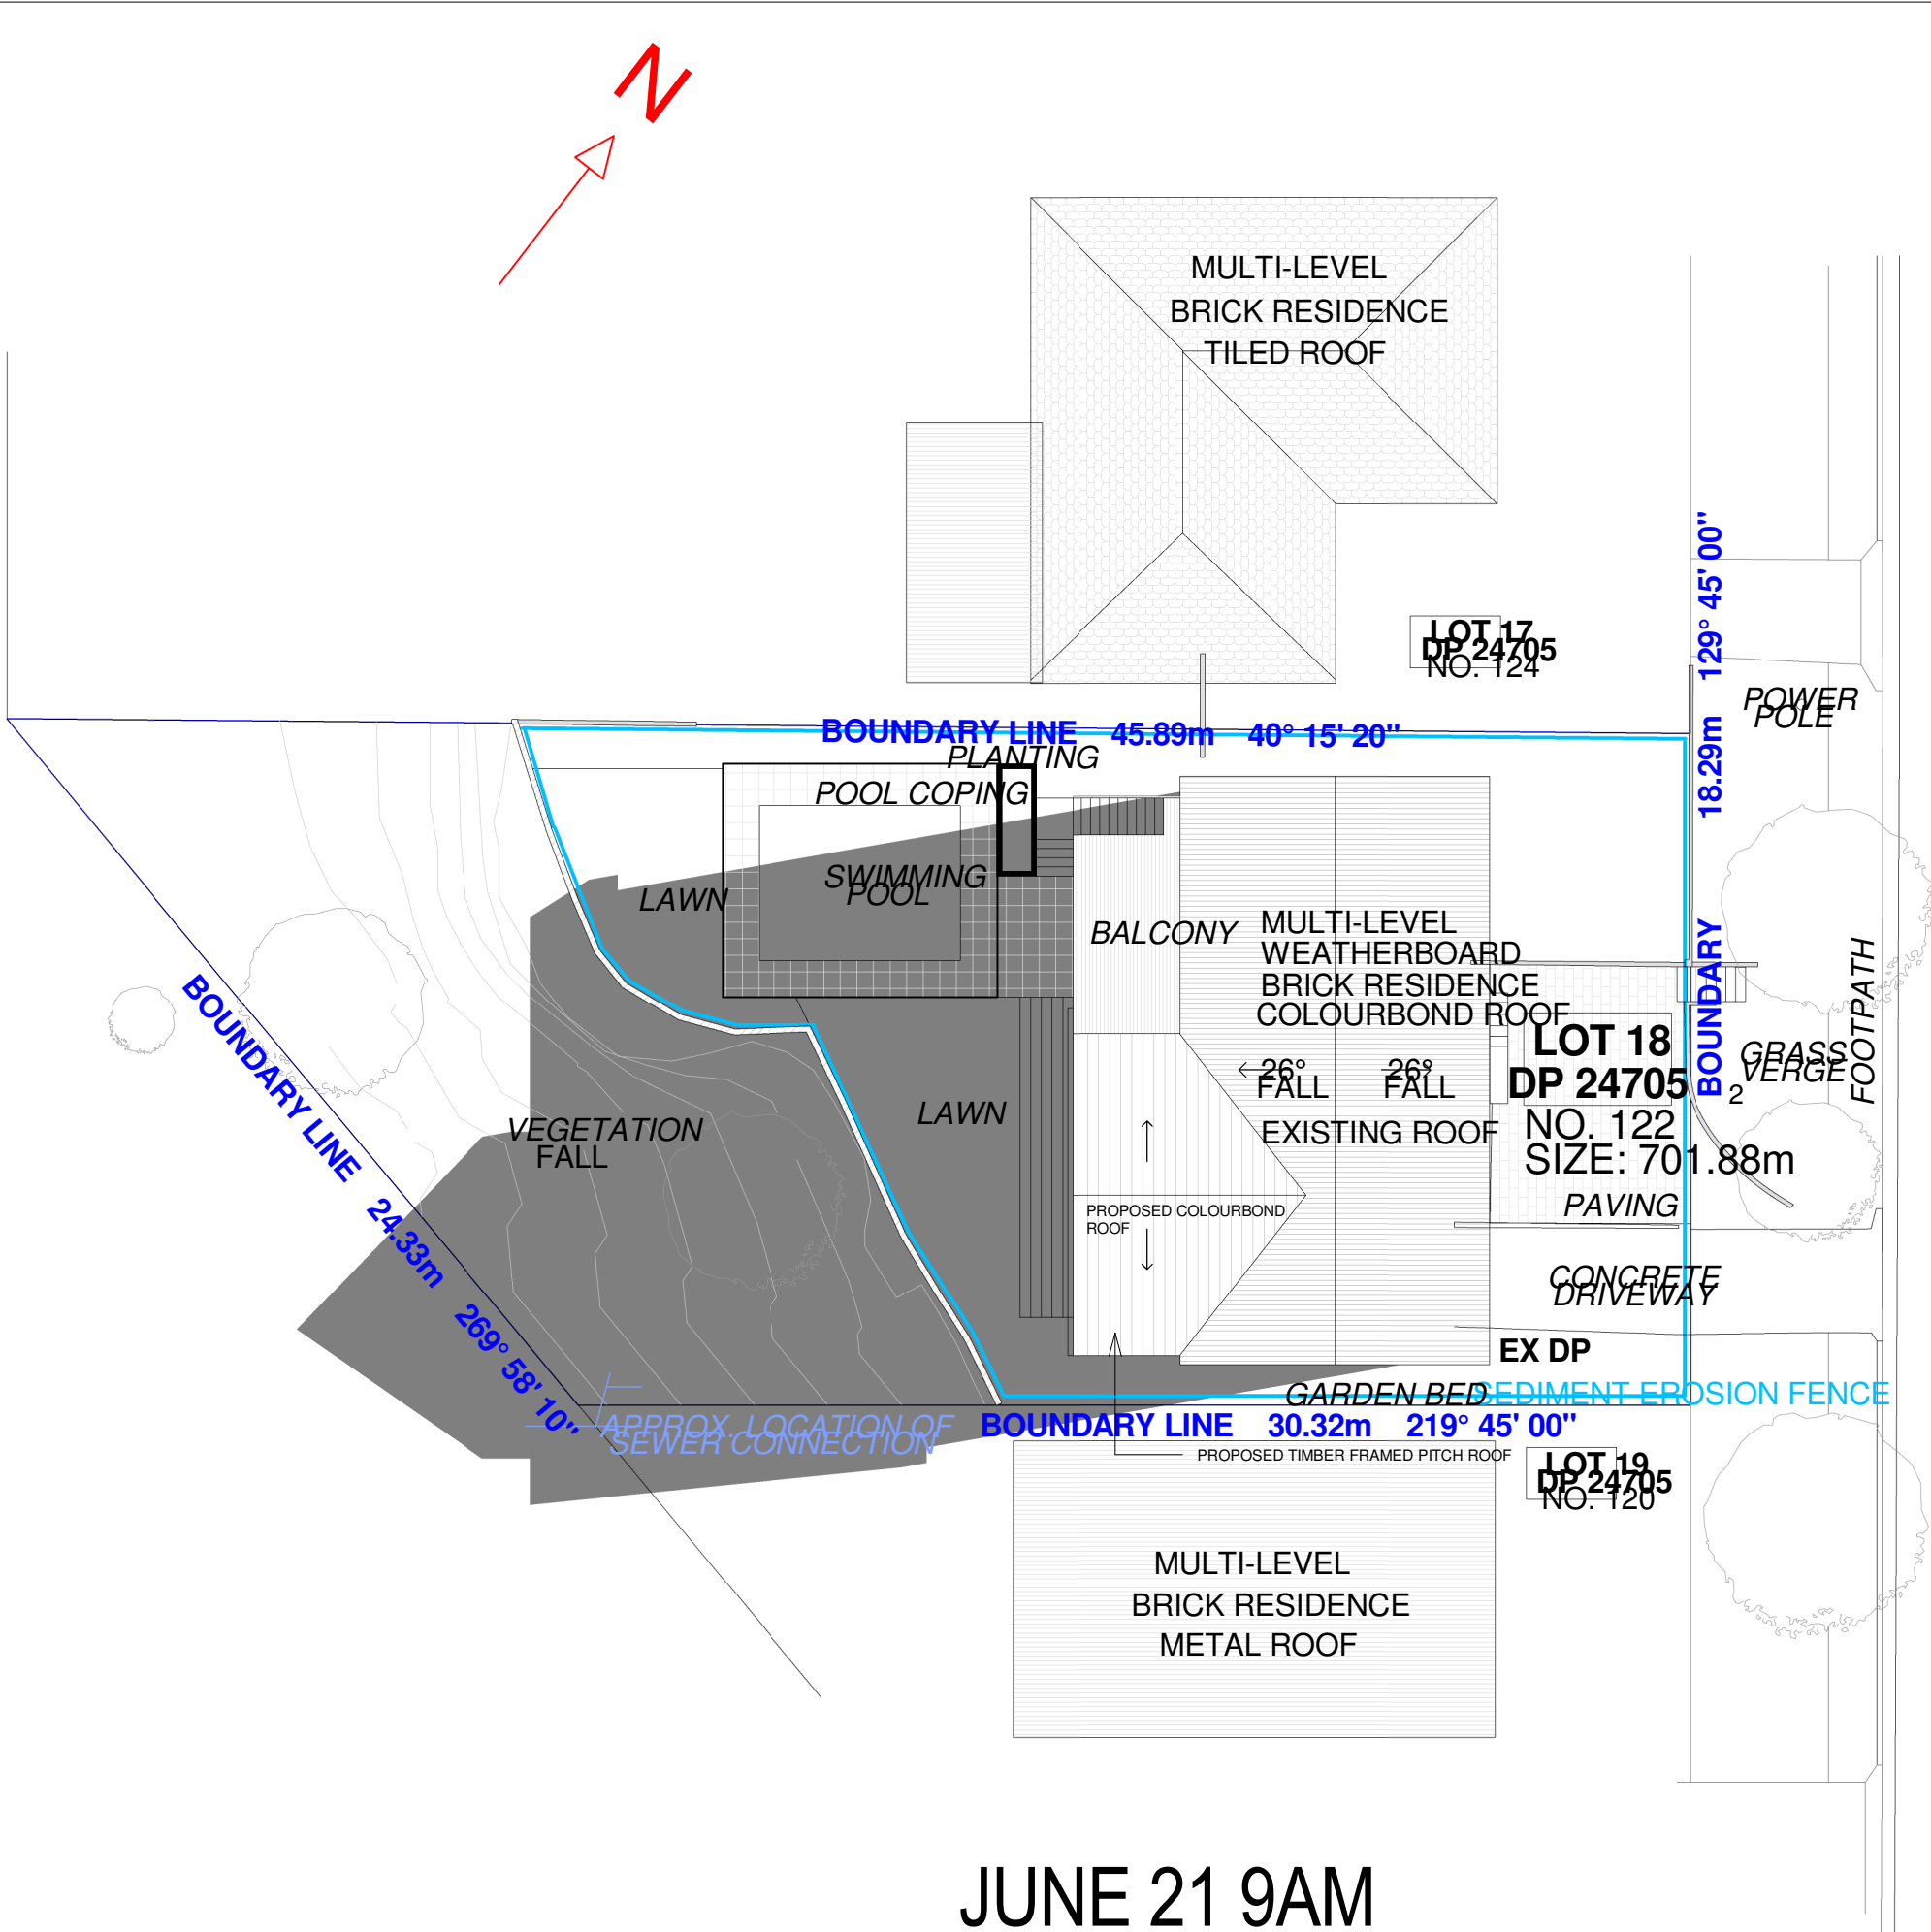 N
MULTI-LEVEL
BRICK RESIDENCE
TILED ROOF
LOT 17
DP 24705
NO. 124
129° 45' 00"
18.29m
BOUNDARY
POWER
POLE
BOUNDARY LINE 45.89m 40° 15' 20"
PLANTING
POOL COPING
SWIMMING
POOL
LAWN
BALCONY
MULTI-LEVEL
WEATHERBOARD
BRICK RESIDENCE
COLOURBOND ROOF
26°
FALL
26°
FALL
EXISTING ROOF
LOT 18
DP 24705
NO. 122
SIZE: 701.88m
2
GRASS
VERGE
FOOTPATH
LAWN
VEGETATION
FALL
BOUNDARY LINE 24.33m 269° 58' 10"
PROPOSED COLOURBOND
ROOF
PAVING
CONCRETE
DRIVEWAY
EX DP
GARDEN BED
SEDIMENT EROSION FENCE
APPROX. LOCATION OF
SEWER CONNECTION
BOUNDARY LINE 30.32m 219° 45' 00"
PROPOSED TIMBER FRAMED PITCH ROOF
LOT 19
DP 24705
NO. 120
MULTI-LEVEL
BRICK RESIDENCE
METAL ROOF
JUNE 21 9AM